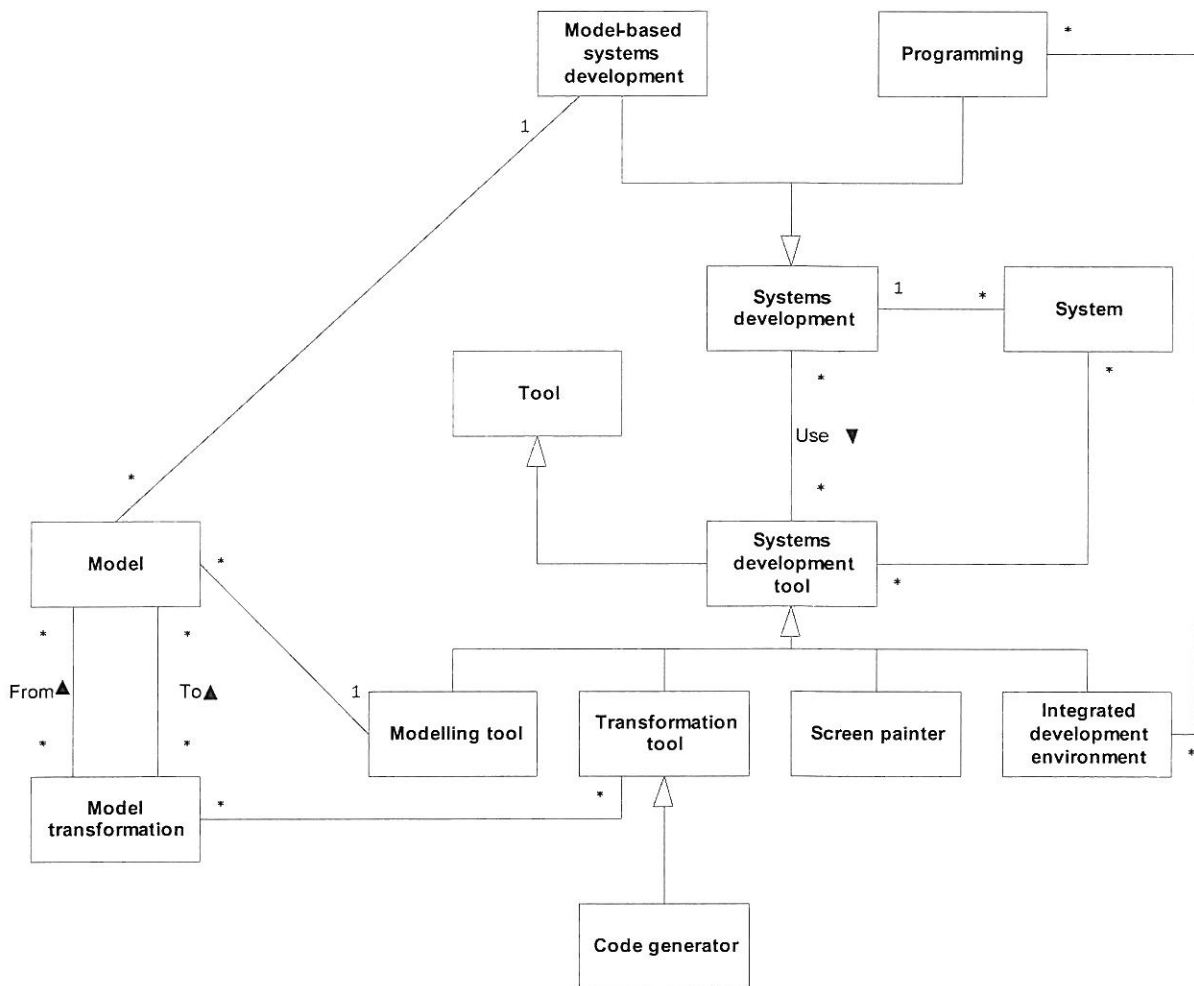 Model-based
systems
development
Programming
*
1
Systems
development
1
*
System
*
*
Tool
Use ▼
*
*
Systems
development
tool
*
Model
*
*
*
From▲
To▲
*
*
1
Modelling tool
Transformation
tool
Screen painter
Integrated
development
environment
*
Model
transformation
*
*
Code generator